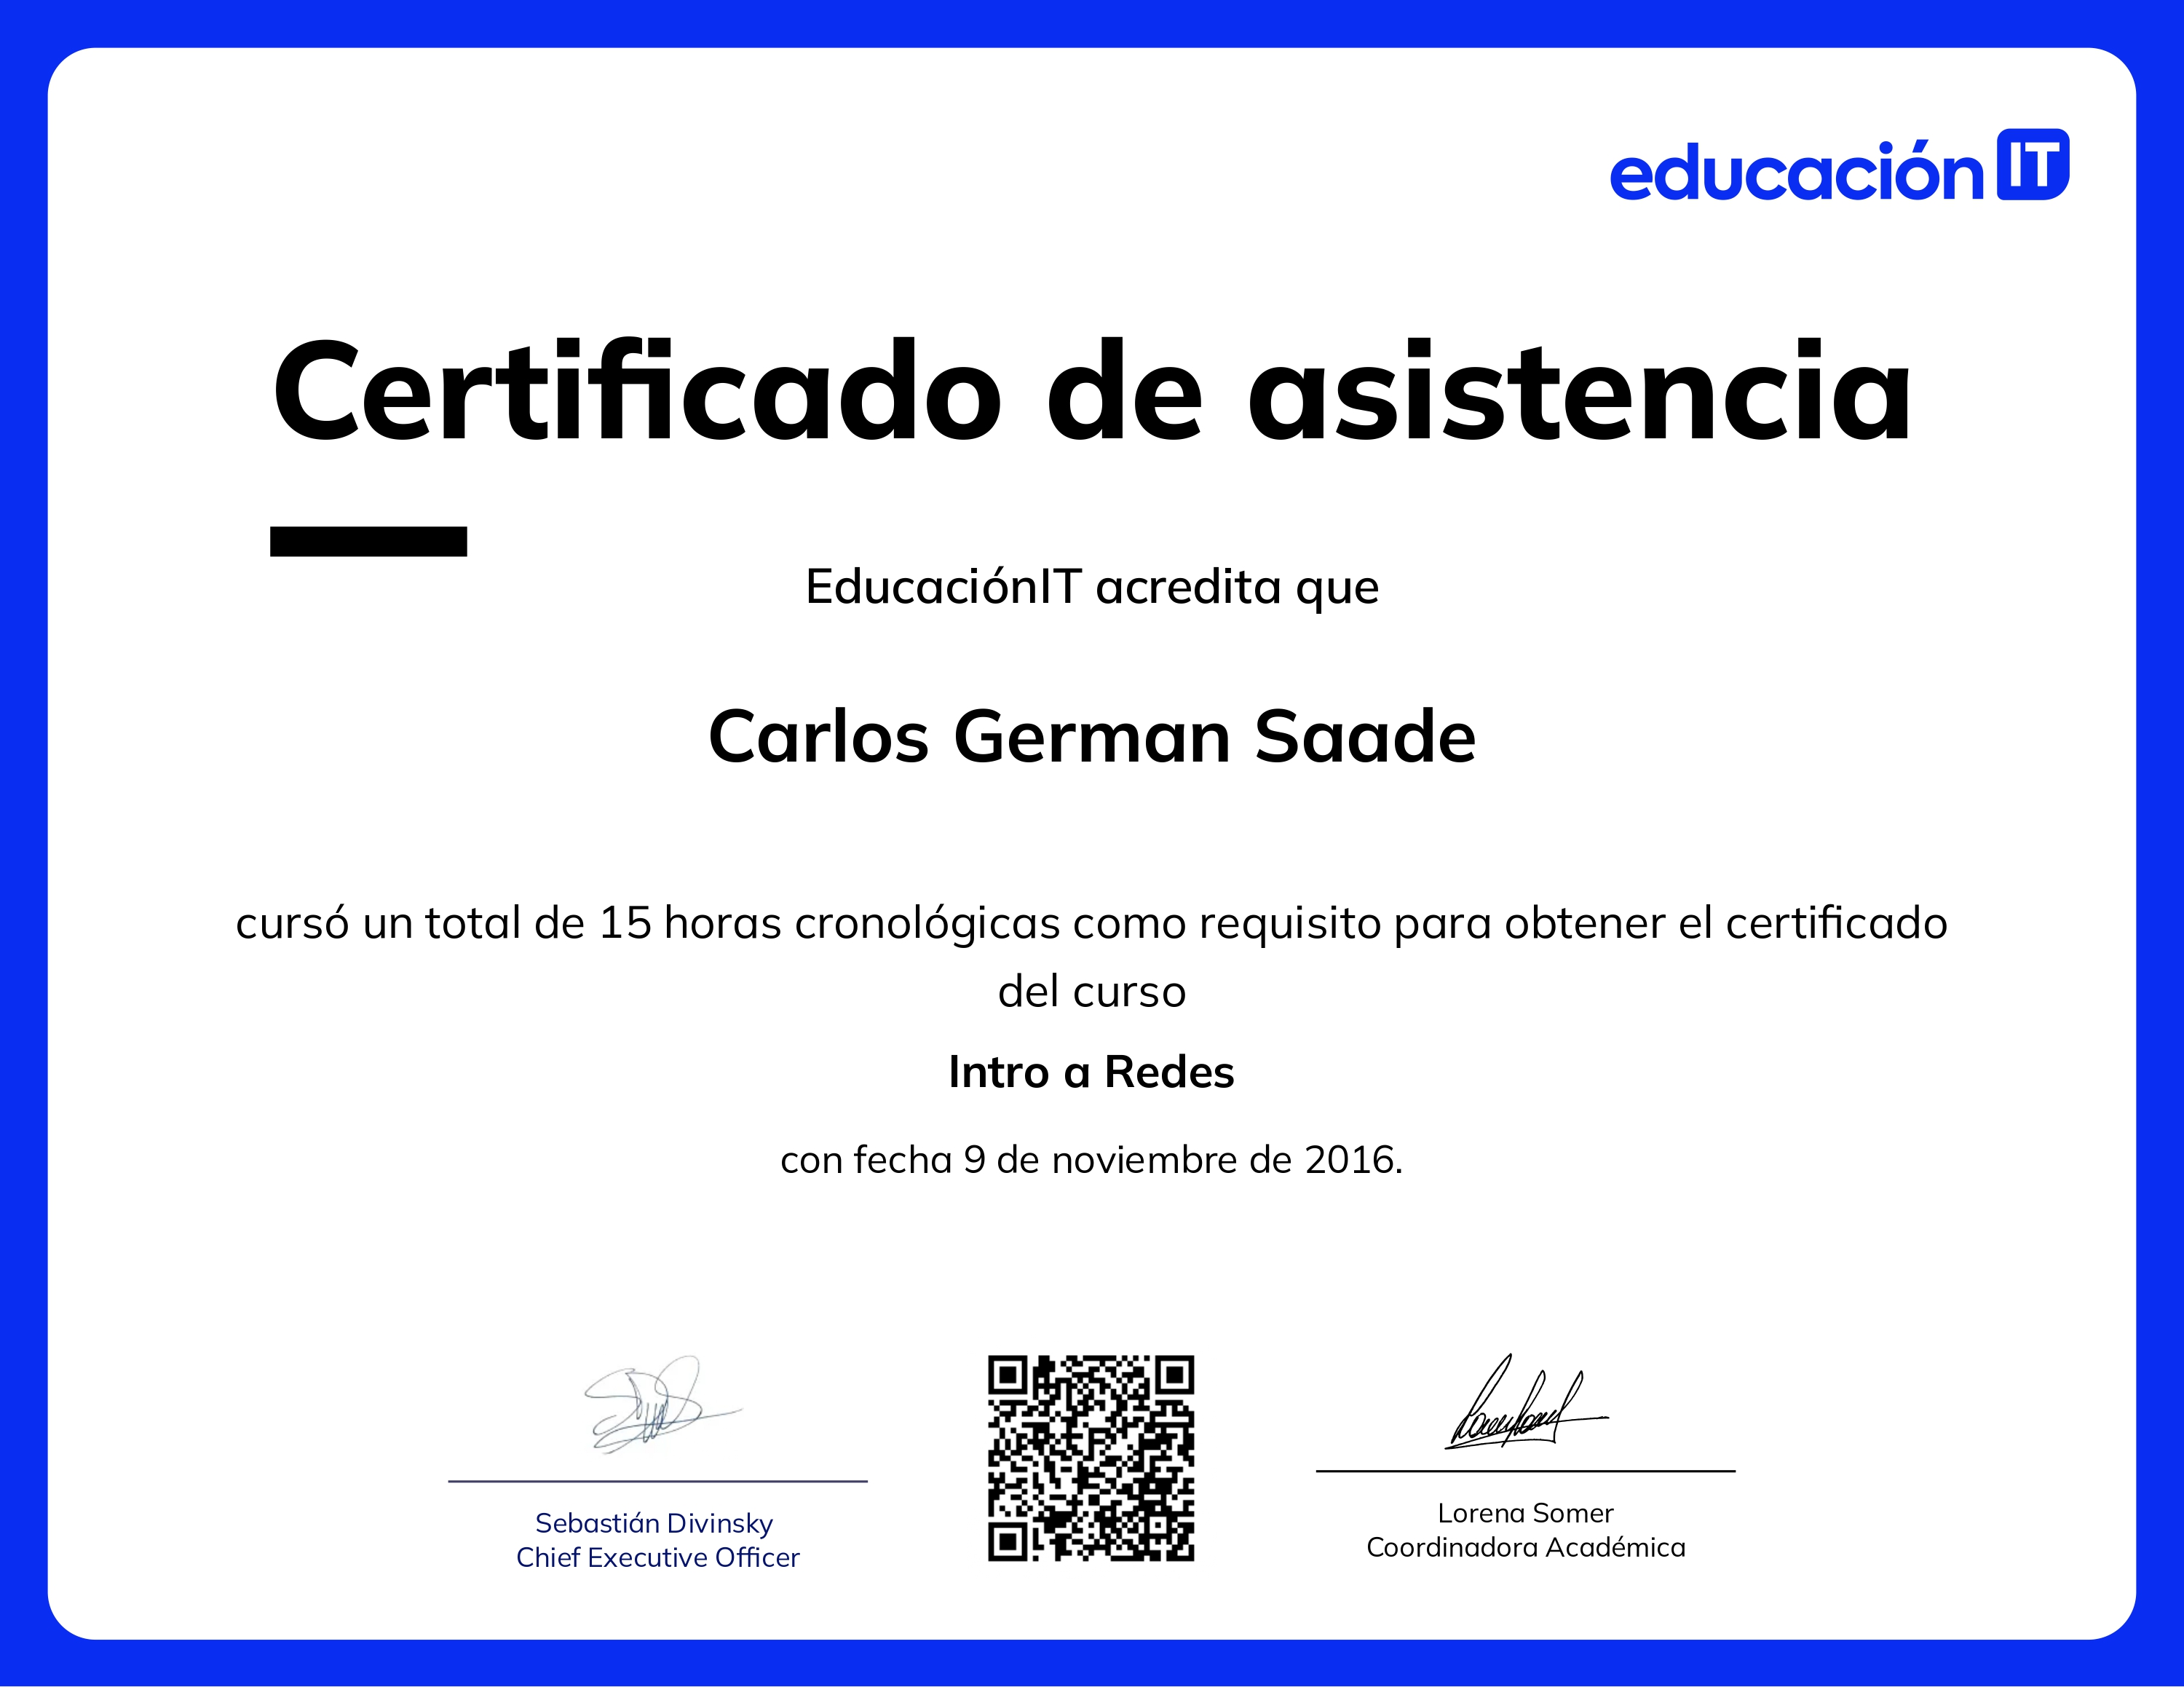 educación IT
Certificado de asistencia
EducaciónIT acredita que
Carlos German Saade
cursó un total de 15 horas cronológicas como requisito para obtener el certificado
del curso
Intro a Redes
con fecha 9 de noviembre de 2016.
Sebastián Divinsky
Chief Executive Officer
Lorena Somer
Coordinadora Académica